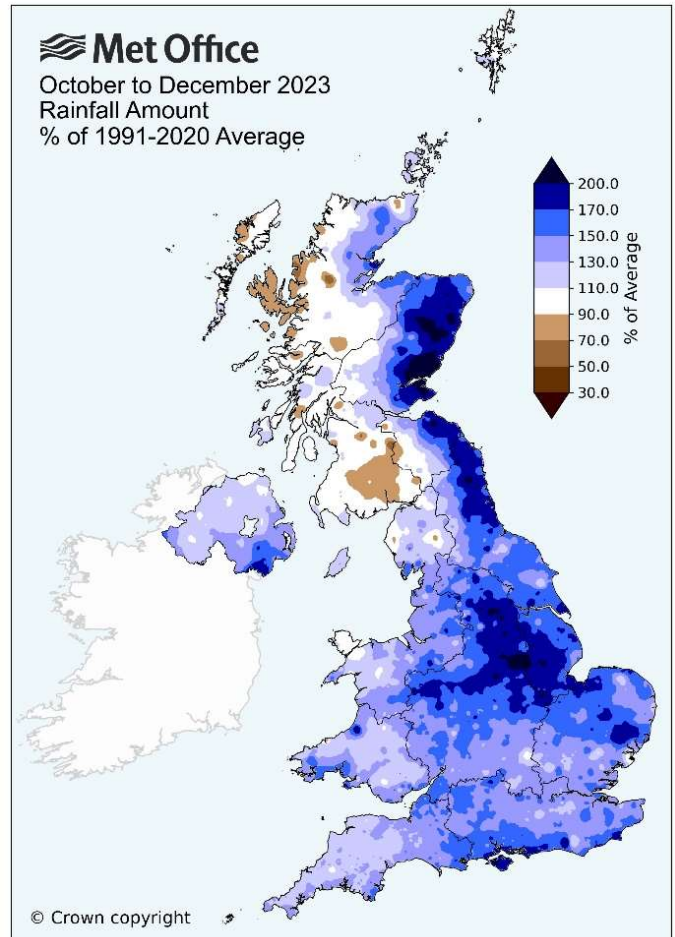 Met Office
October to December 2023
Rainfall Amount
% of 1991-2020 Average
200.0
170.0
150.0
130.0
110.0
90.0
70.0
50.0
30.0
% of Average
© Crown copyright